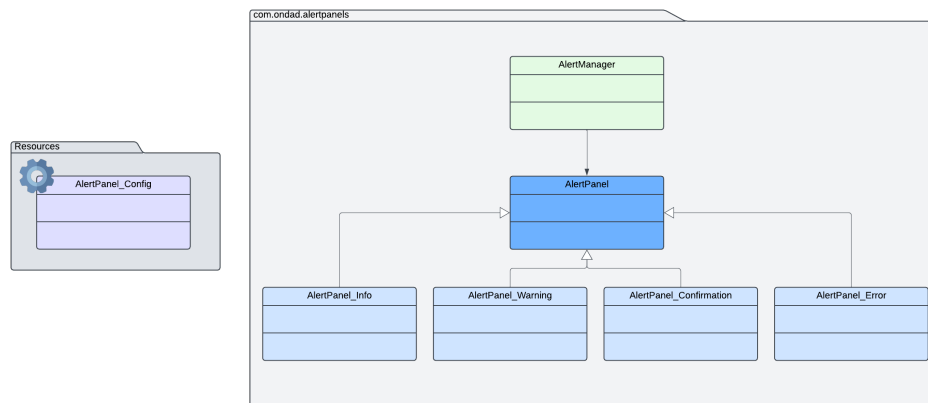 com.ondad.alertpanels
AlertManager
Resources
AlertPanel_Config
AlertPanel
AlertPanel_Info
AlertPanel_Warning
AlertPanel_Confirmation
AlertPanel_Error